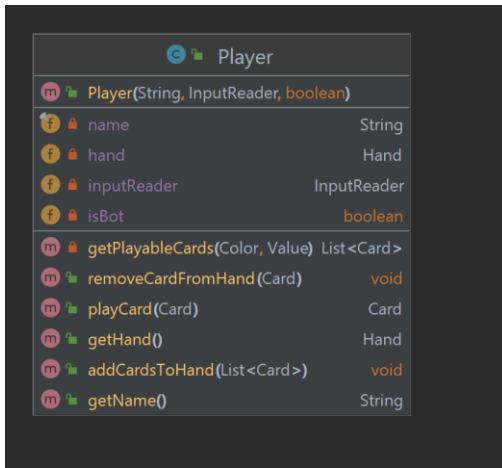 C Player
m Player(String, InputReader, boolean)
f name String
f hand Hand
f inputReader InputReader
f isBot boolean
m getPlayableCards(Color, Value) List<Card>
m removeCardFromHand(Card) void
m playCard(Card) Card
m getHand() Hand
m addCardsToHand(List<Card>) void
m getName() String